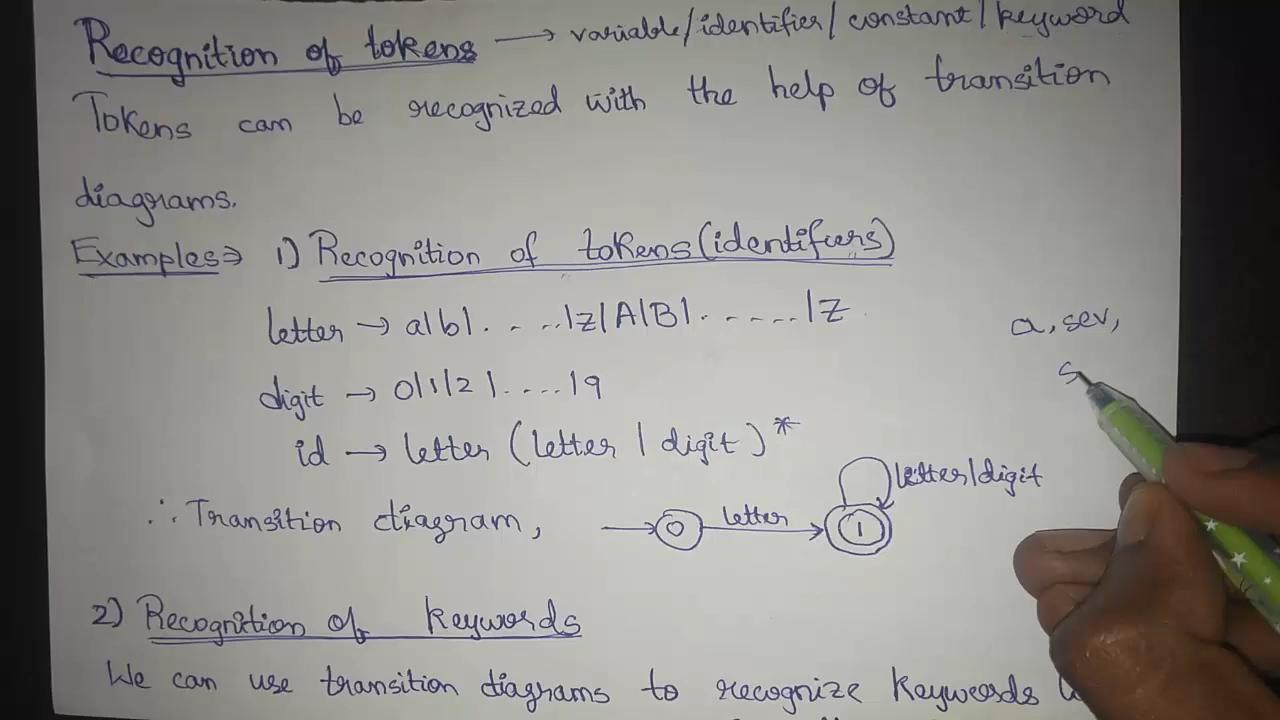 Recognition of tokens → variable/identifier/constant/keyword
Tokens can be recognized with the help of transition
diagrams.
Examples⇒ 1) Recognition of tokens(identifiers)
letter → a|b|.....|z|A|B|.......|Z
a, sev,
digit → 0|1|2|.....|9
s
id → letter (letter | digit)*
letter/digit
∴ Transition diagram, → 0 letter → 1
2) Recognition of keywords
We can use transition diagrams to recognize keywords